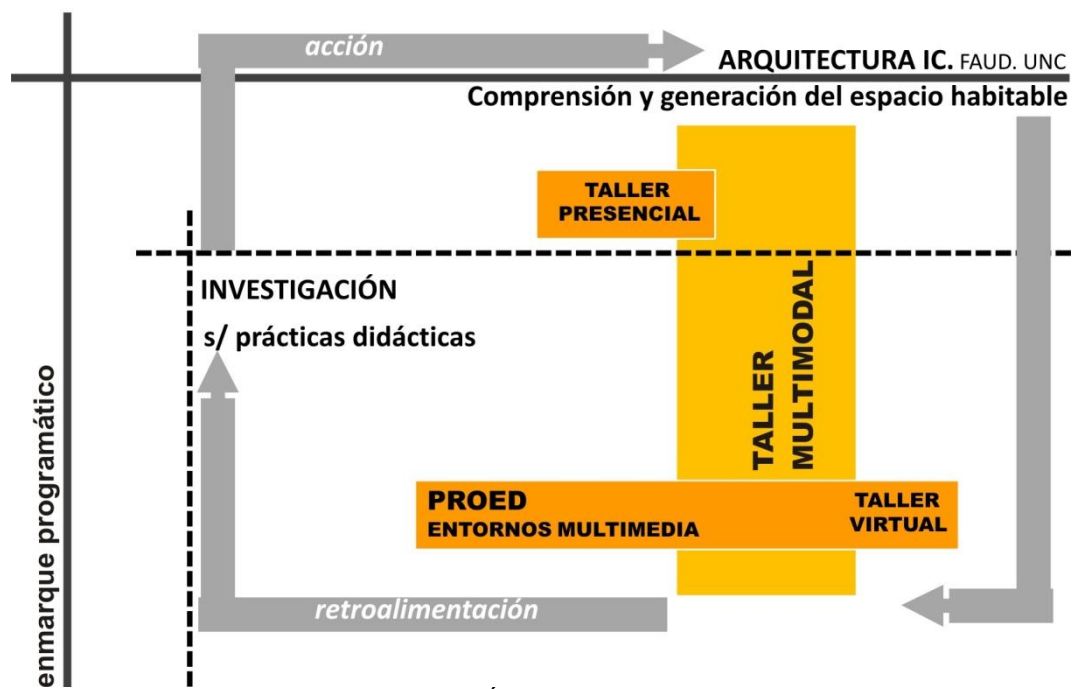 acción
ARQUITECTURA IC. FAUD. UNC
Comprensión y generación del espacio habitable
TALLER
PRESENCIAL
INVESTIGACIÓN
s/ prácticas didácticas
TALLER
MULTIMODAL
PROED
ENTORNOS MULTIMEDIA
TALLER
VIRTUAL
retroalimentación
enmarque programático